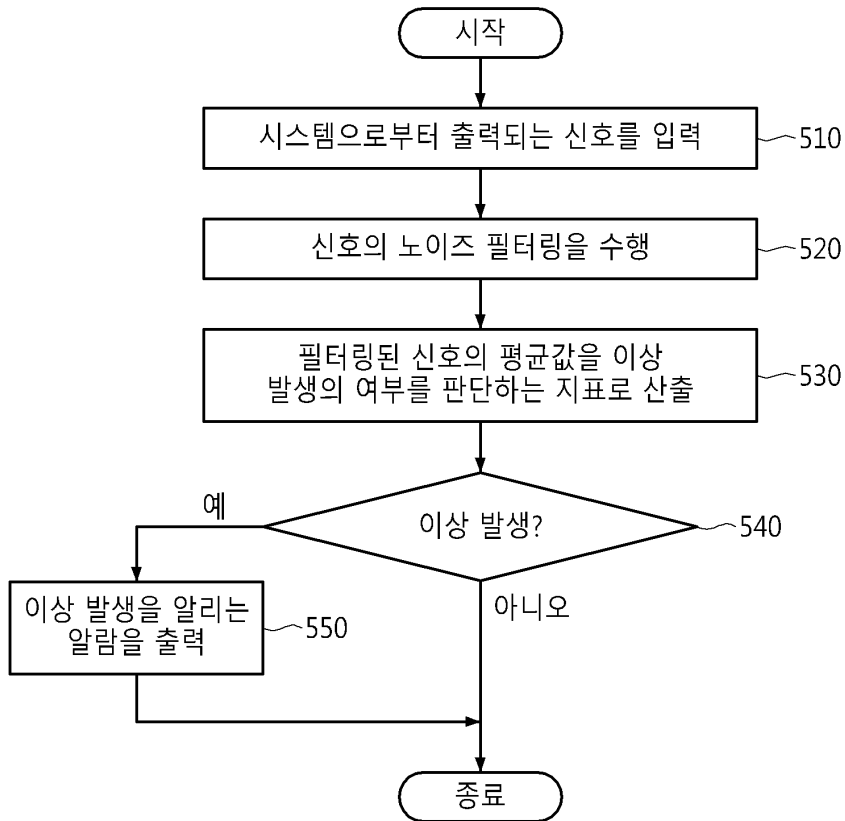 시작
시스템으로부터 출력되는 신호를 입력
510
신호의 노이즈 필터링을 수행
520
필터링된 신호의 평균값을 이상
발생의 여부를 판단하는 지표로 산출
530
예
이상 발생?
540
이상 발생을 알리는
알람을 출력
550
아니오
종료